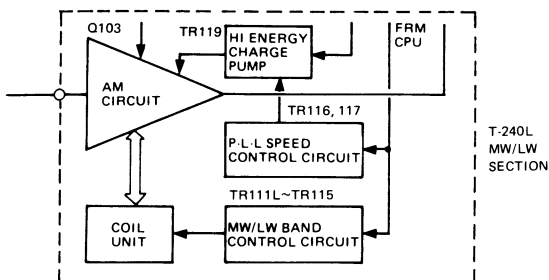 Q103
TR119
HI ENERGY
CHARGE
PUMP
FRM
CPU
AM
CIRCUIT
TR116, 117
P·L·L SPEED
CONTROL CIRCUIT
T-240L
MW/LW
SECTION
TR111L~TR115
COIL
UNIT
MW/LW BAND
CONTROL CIRCUIT